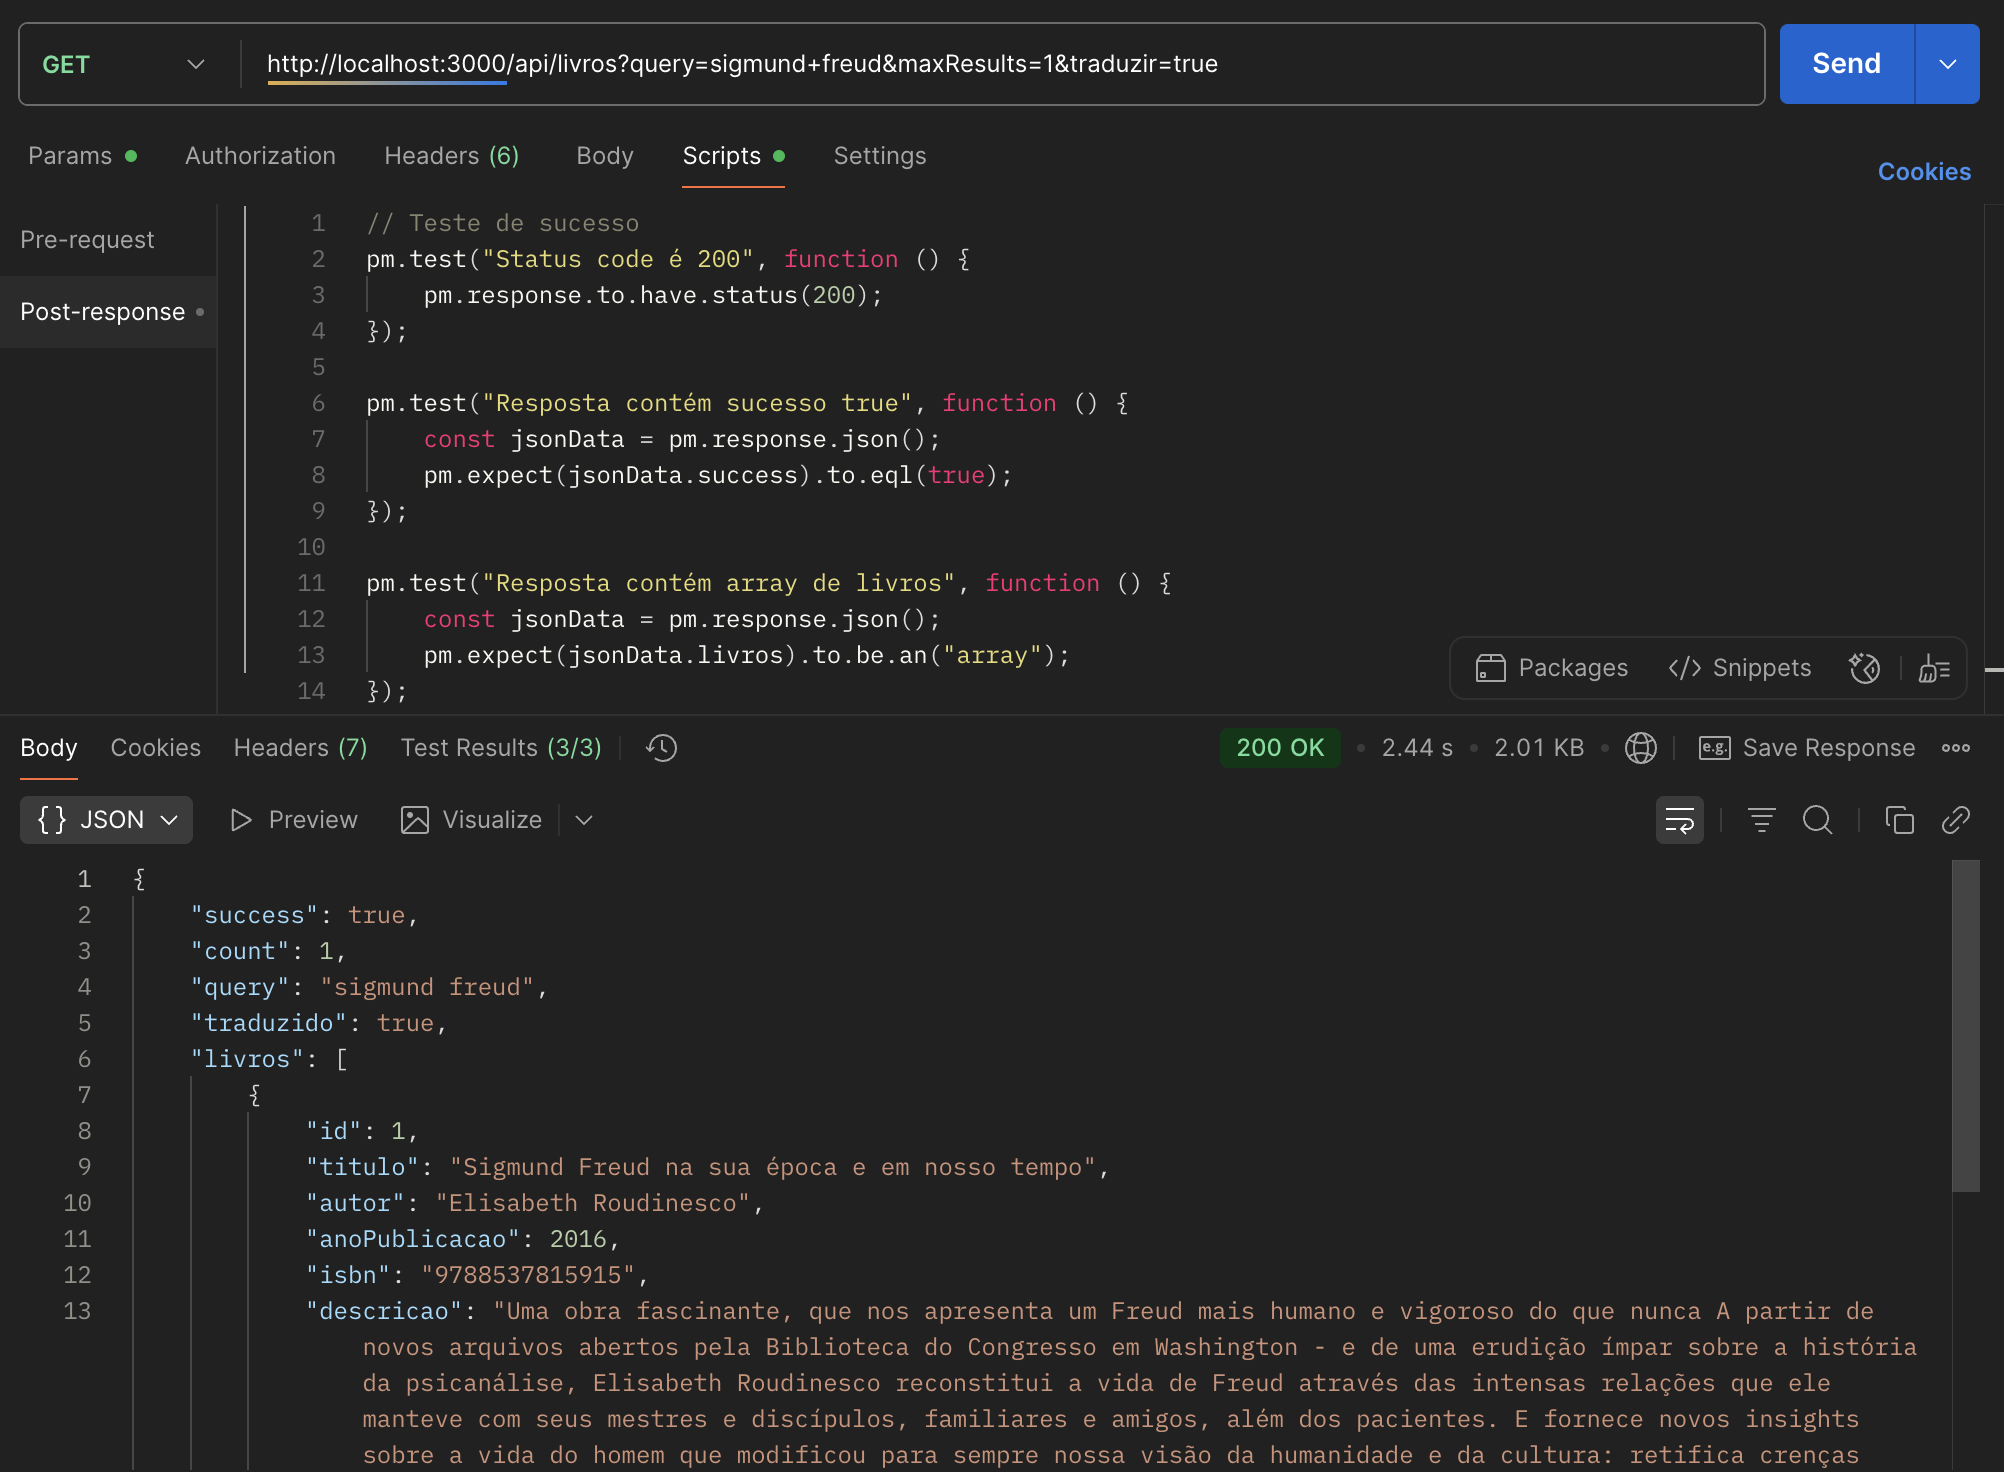 GET http://localhost:3000/api/livros?query=sigmund+freud&maxResults=1&traduzir=true Send
Params Authorization Headers (6) Body Scripts Settings
Cookies
Pre-request
Post-response
1 // Teste de sucesso
2 pm.test("Status code é 200", function () {
3 pm.response.to.have.status(200);
4 });
5
6 pm.test("Resposta contém sucesso true", function () {
7 const jsonData = pm.response.json();
8 pm.expect(jsonData.success).to.eql(true);
9 });
10
11 pm.test("Resposta contém array de livros", function () {
12 const jsonData = pm.response.json();
13 pm.expect(jsonData.livros).to.be.an("array");
14 });
Packages </> Snippets
Body Cookies Headers (7) Test Results (3/3) 200 OK • 2.44 s • 2.01 KB • e.g. Save Response
{} JSON Preview Visualize
1 {
2 "success": true,
3 "count": 1,
4 "query": "sigmund freud",
5 "traduzido": true,
6 "livros": [
7 {
8 "id": 1,
9 "titulo": "Sigmund Freud na sua época e em nosso tempo",
10 "autor": "Elisabeth Roudinesco",
11 "anoPublicacao": 2016,
12 "isbn": "9788537815915",
13 "descricao": "Uma obra fascinante, que nos apresenta um Freud mais humano e vigoroso do que nunca A partir de
novos arquivos abertos pela Biblioteca do Congresso em Washington - e de uma erudição ímpar sobre a história
da psicanálise, Elisabeth Roudinesco reconstitui a vida de Freud através das intensas relações que ele
manteve com seus mestres e discípulos, familiares e amigos, além dos pacientes. E fornece novos insights
sobre a vida do homem que modificou para sempre nossa visão da humanidade e da cultura: retifica crenças